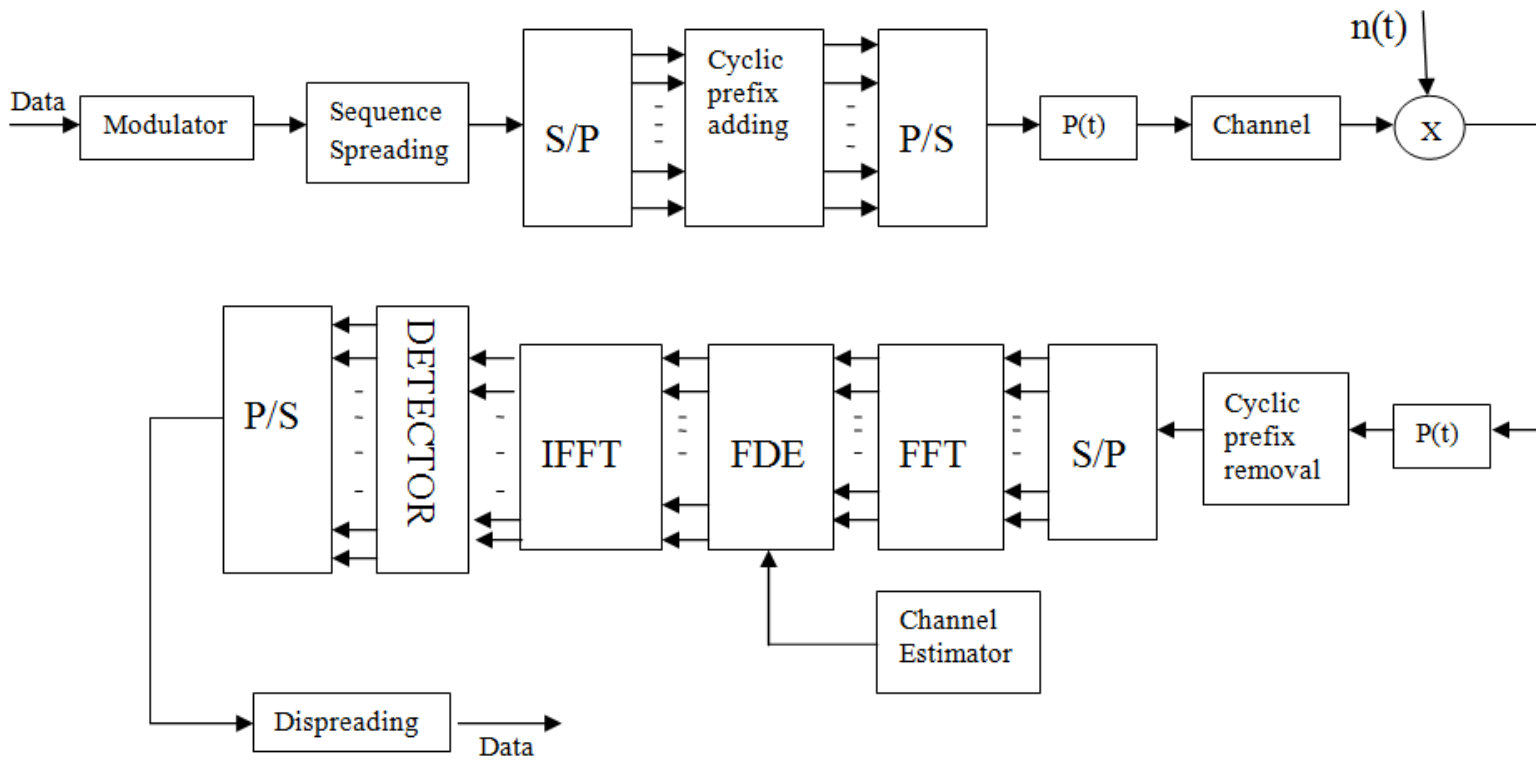 n(t)
Data
Modulator
Sequence
Spreading
S/P
Cyclic
prefix
adding
P/S
P(t)
Channel
X
P/S
DETECTOR
IFFT
FDE
FFT
S/P
Cyclic
prefix
removal
P(t)
Channel
Estimator
Dispreading
Data